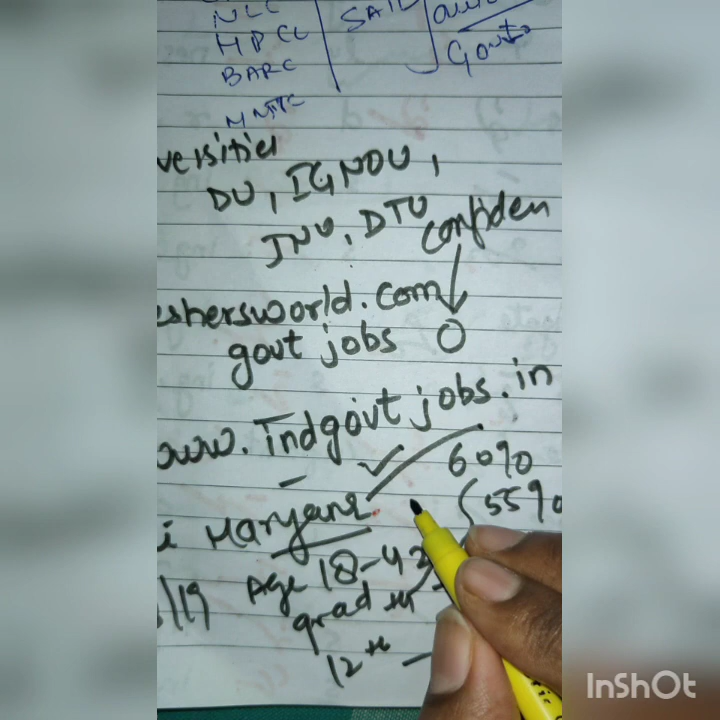 NLC
HPCL
BARC
SAIL
Govt
versities
DU, IGNOU,
JNU, DTU
confiden
eshersworld.com
govt jobs O
www.Indgovtjobs.in
60%
(55%
i Haryana
Age 18-42
grad
/19
12th -
InShOt